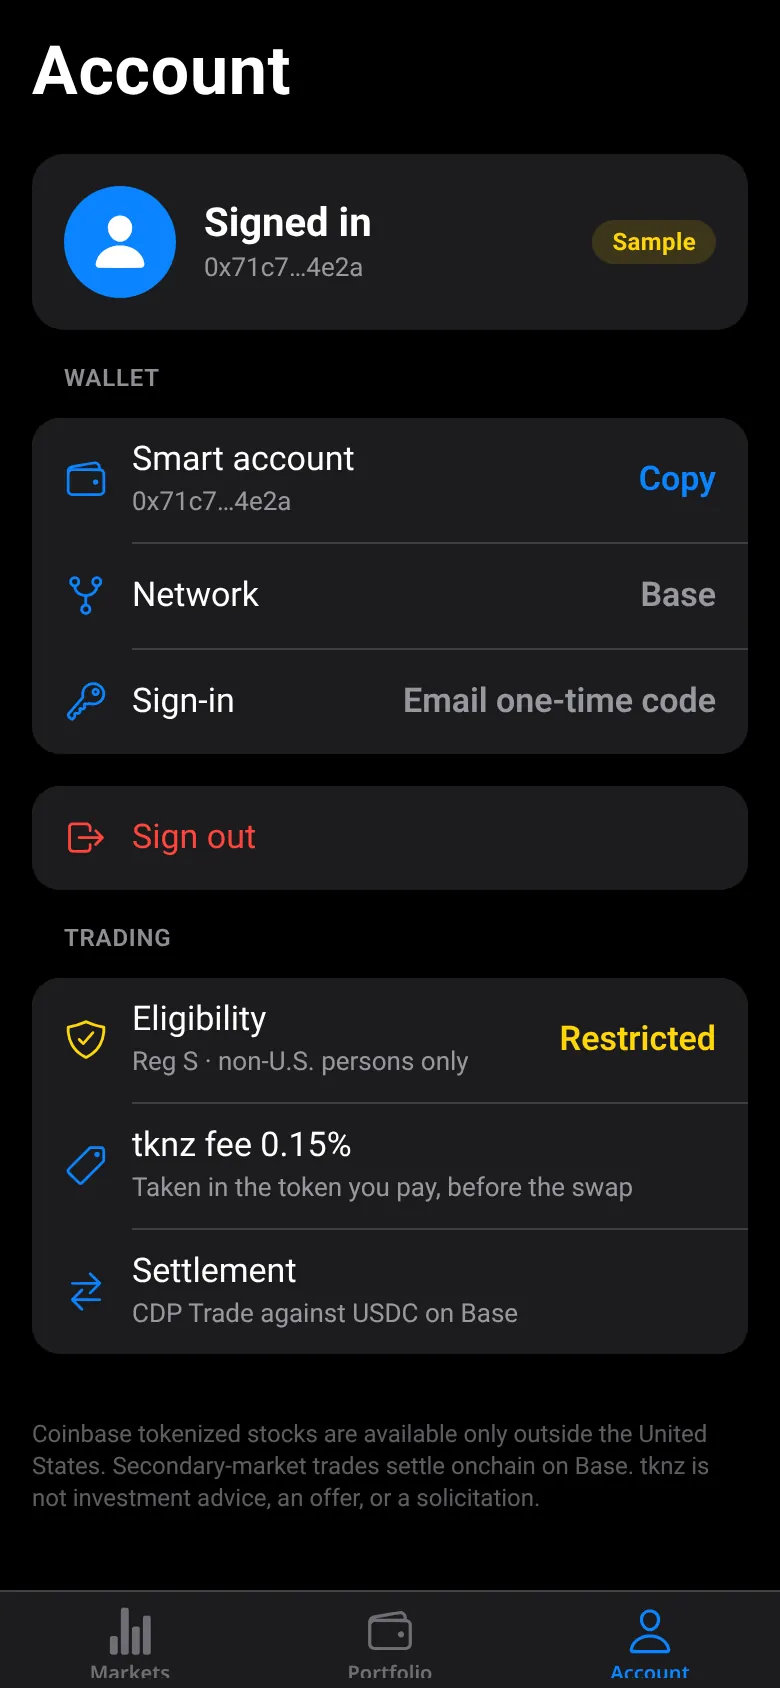 Account
Signed in
0x71c7…4e2a
Sample
WALLET
Smart account
0x71c7…4e2a
Copy
Network
Base
Sign-in
Email one-time code
Sign out
TRADING
Eligibility
Reg S · non-U.S. persons only
Restricted
tknz fee 0.15%
Taken in the token you pay, before the swap
Settlement
CDP Trade against USDC on Base
Coinbase tokenized stocks are available only outside the United
States. Secondary-market trades settle onchain on Base. tknz is
not investment advice, an offer, or a solicitation.
Markets
Portfolio
Account